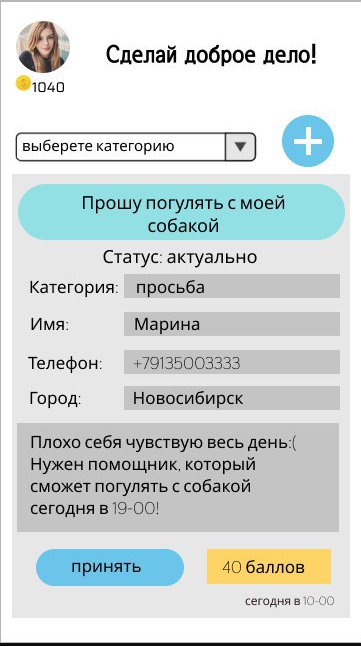 Сделай доброе дело!
1040
выберете категорию
Прошу погулять с моей
собакой
Статус: актуально
Категория: просьба
Имя: Марина
Телефон: +79135003333
Город: Новосибирск
Плохо себя чувствую весь день:(
Нужен помощник, который
сможет погулять с собакой
сегодня в 19-00!
принять
40 баллов
сегодня в 10-00